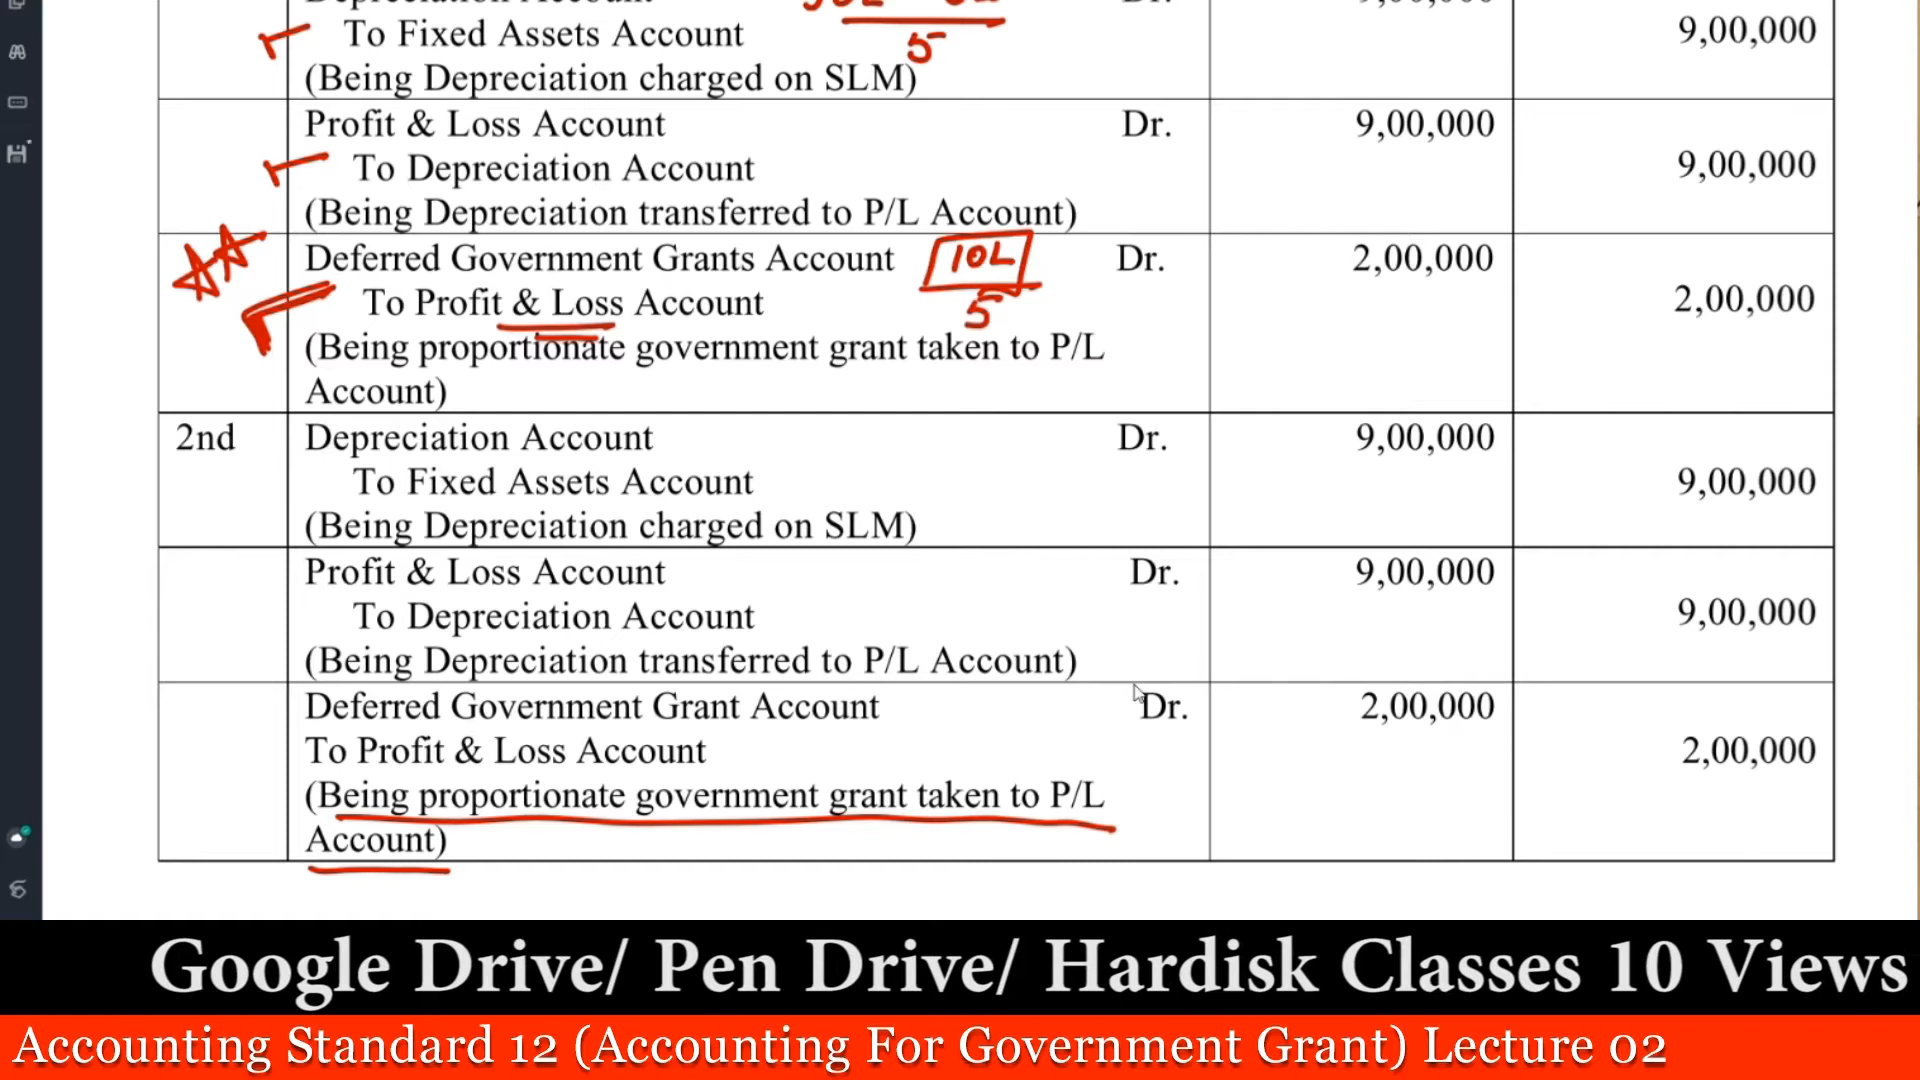 Dr.
9,00,000
To Fixed Assets Account
9,00,000
5
(Being Depreciation charged on SLM)
Profit & Loss Account Dr. 9,00,000
To Depreciation Account 9,00,000
(Being Depreciation transferred to P/L Account)
Deferred Government Grants Account 10L Dr. 2,00,000
To Profit & Loss Account 5 2,00,000
(Being proportionate government grant taken to P/L
Account)
2nd Depreciation Account Dr. 9,00,000
To Fixed Assets Account 9,00,000
(Being Depreciation charged on SLM)
Profit & Loss Account Dr. 9,00,000
To Depreciation Account 9,00,000
(Being Depreciation transferred to P/L Account)
Deferred Government Grant Account Dr. 2,00,000
To Profit & Loss Account 2,00,000
(Being proportionate government grant taken to P/L
Account)
Google Drive/ Pen Drive/ Hardisk Classes 10 Views
Accounting Standard 12 (Accounting For Government Grant) Lecture 02